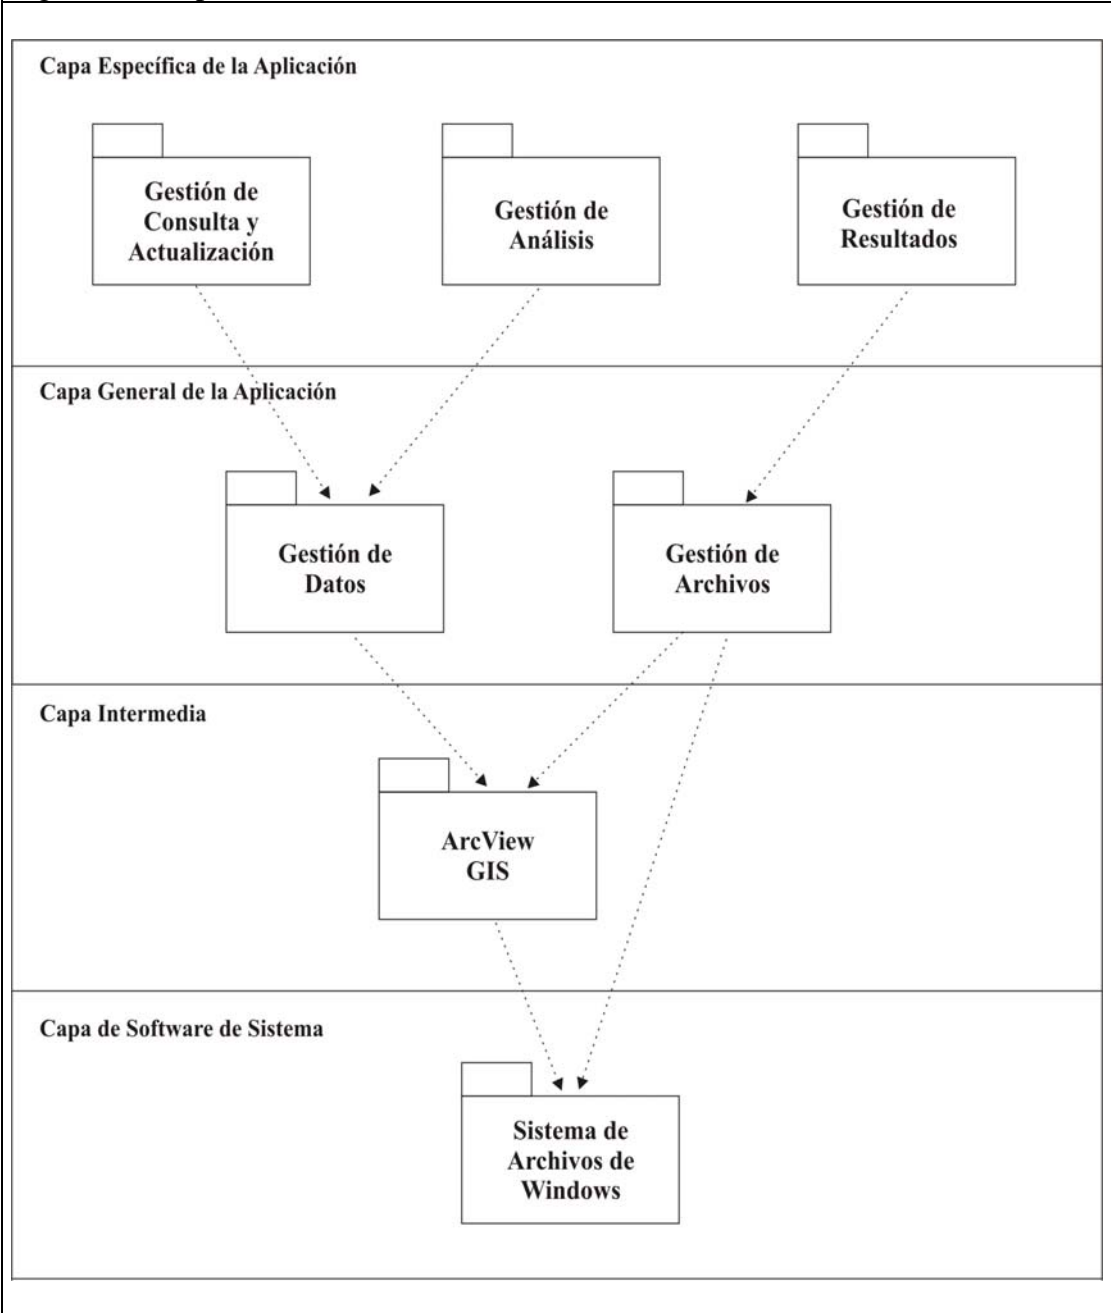 Capa Específica de la Aplicación
Gestión de
Consulta y
Actualización
Gestión de
Análisis
Gestión de
Resultados
Capa General de la Aplicación
Gestión de
Datos
Gestión de
Archivos
Capa Intermedia
ArcView
GIS
Capa de Software de Sistema
Sistema de
Archivos de
Windows